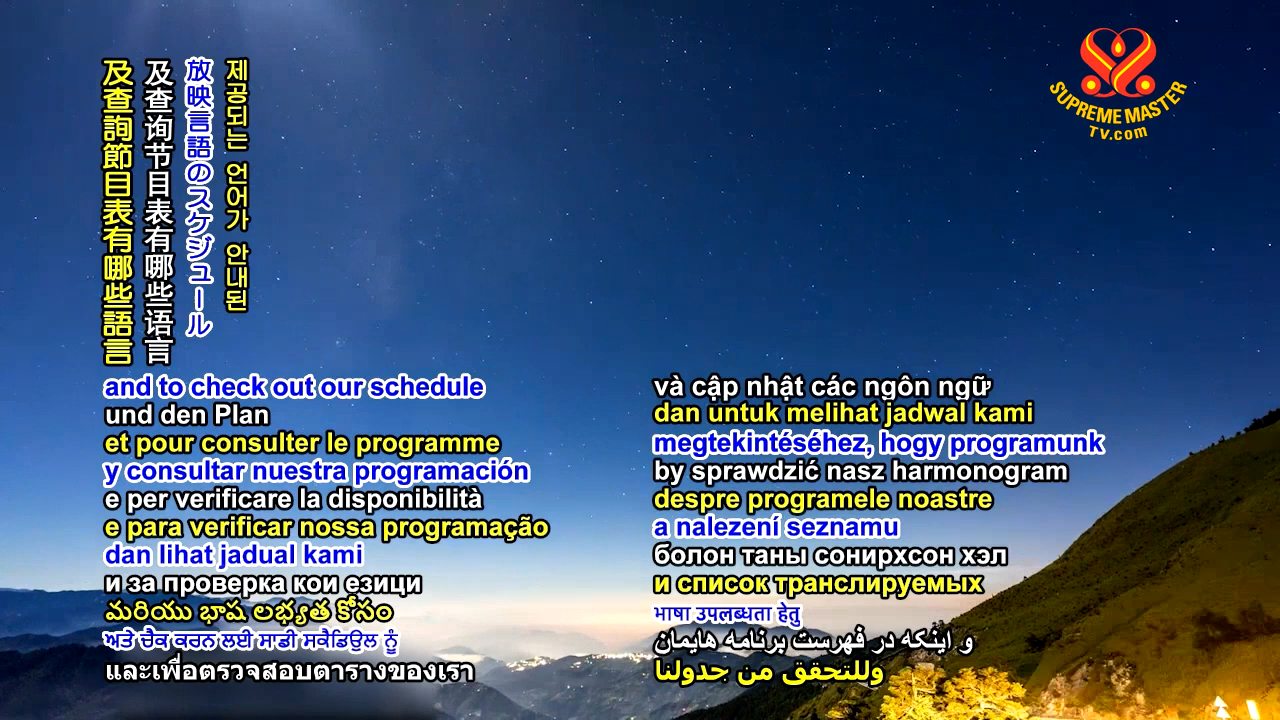 及查詢節目表有哪些語言
及查询节目表有哪些语言
放映言語のスケジュール
제공되는 언어가 안내된
SUPREME MASTER
TV.com
and to check out our schedule
und den Plan
et pour consulter le programme
y consultar nuestra programación
e per verificare la disponibilità
e para verificar nossa programação
dan lihat jadual kami
и за проверка кои езици
మరియు భాష లభ్యత కోసం
ਅਤੇ ਚੈਕ ਕਰਨ ਲਈ ਸਾਡੀ ਸਕੈਡਿਉਲ ਨੂੰ
และเพื่อตรวจสอบตารางของเรา
và cập nhật các ngôn ngữ
dan untuk melihat jadwal kami
megtekintéséhez, hogy programunk
by sprawdzić nasz harmonogram
despre programele noastre
a nalezení seznamu
болон таны сонирхсон хэл
и список транслируемых
भाषा उपलब्धता हेतु
و اینکه در فهرست برنامه هایمان
وللتحقق من جدولنا